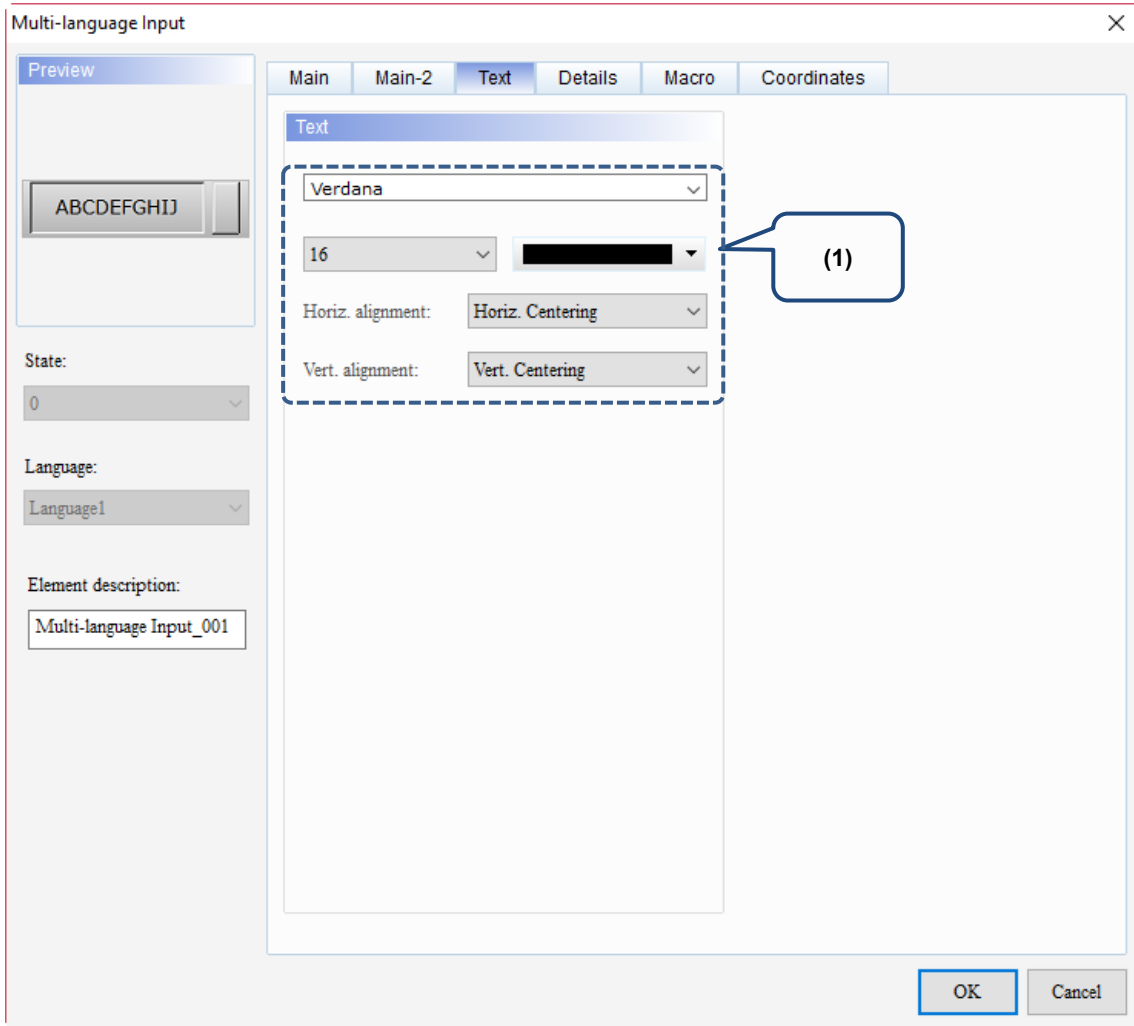 Multi-language Input
Preview
ABCDEFGHIJ
State:
0
Language:
Language1
Element description:
Multi-language Input_001
Main Main-2 Text Details Macro Coordinates
Text
Verdana
16
Horiz. alignment: Horiz. Centering
Vert. alignment: Vert. Centering
(1)
OK Cancel